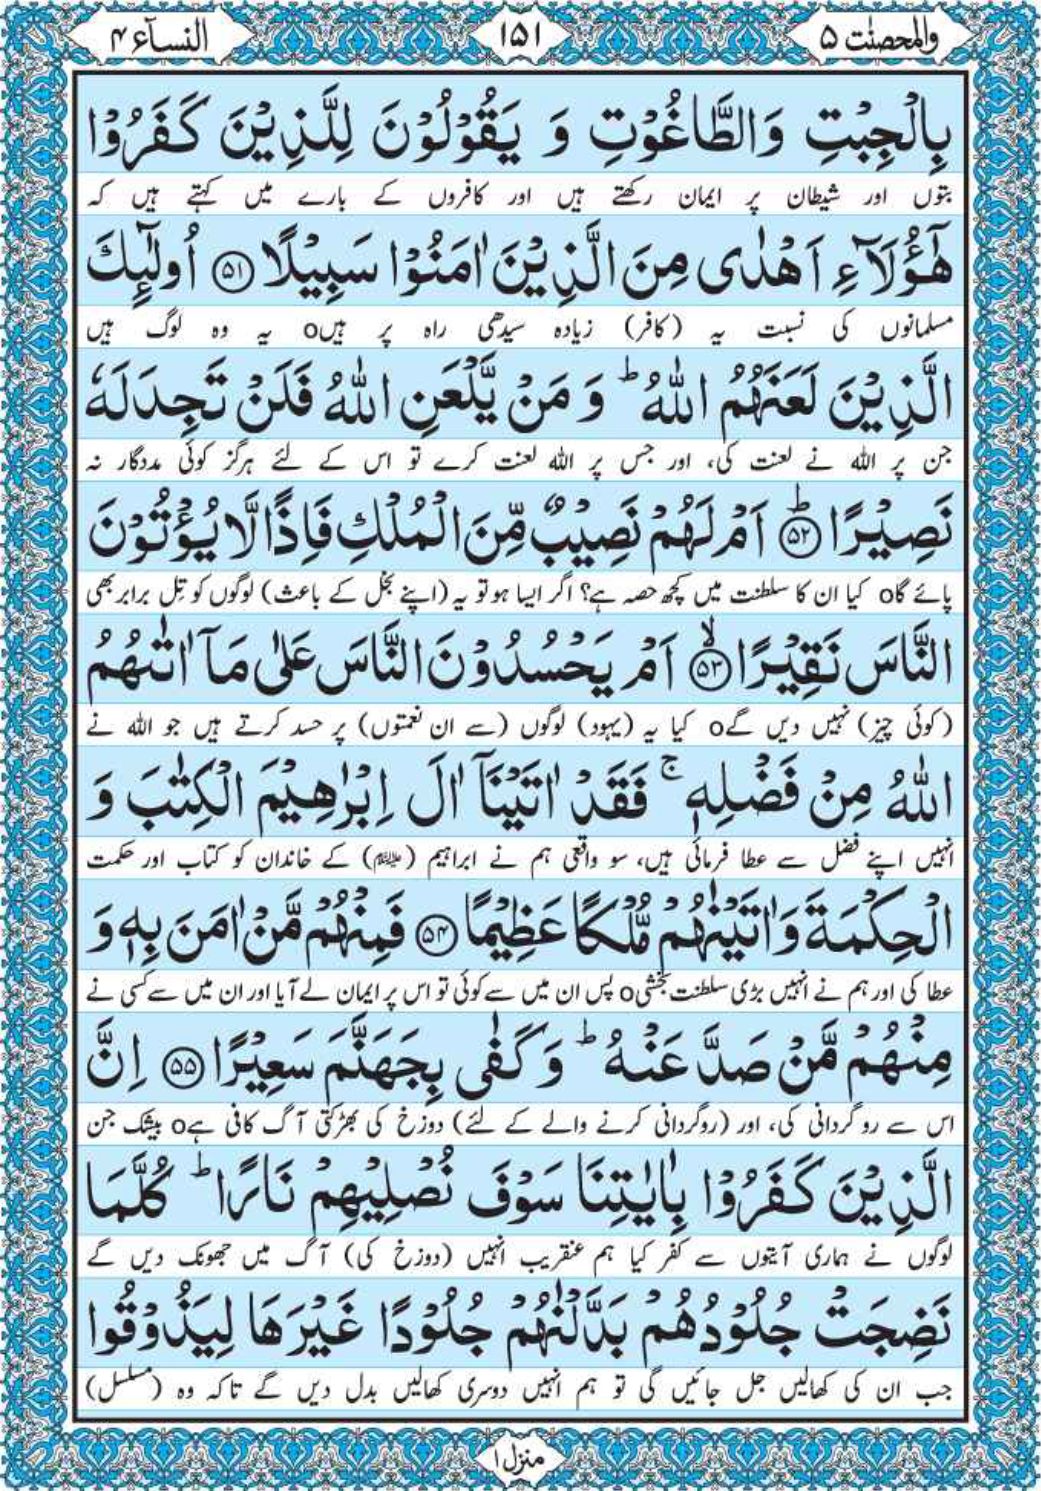 والمحصنٰت ۵
۱۵۱
النسآء ۴
بِالْجِبْتِ وَالطَّاغُوْتِ وَ يَقُوْلُوْنَ لِلَّذِيْنَ كَفَرُوْا
بتوں اور شیطان پر ایمان رکھتے ہیں اور کافروں کے بارے میں کہتے ہیں کہ
هٰٓؤُلَآءِ اَهْدٰى مِنَ الَّذِيْنَ اٰمَنُوْا سَبِيْلًا ۵۱ اُولٰٓئِكَ
مسلمانوں کی نسبت یہ (کافر) زیادہ سیدھی راہ پر ہیںo یہ وہ لوگ ہیں
الَّذِيْنَ لَعَنَهُمُ اللّٰهُ ؕ وَ مَنْ يَّلْعَنِ اللّٰهُ فَلَنْ تَجِدَ لَهٗ
جن پر اللہ نے لعنت کی، اور جس پر اللہ لعنت کرے تو اس کے لئے ہرگز کوئی مددگار نہ
نَصِيْرًا ؕ ۵۲ اَمْ لَهُمْ نَصِيْبٌ مِّنَ الْمُلْكِ فَاِذًا لَّا يُؤْتُوْنَ
پائے گاo کیا ان کا سلطنت میں کچھ حصہ ہے؟ اگر ایسا ہو تو یہ (اپنے بخل کے باعث) لوگوں کو تِل برابر بھی
النَّاسَ نَقِيْرًا ۙ ۵۳ اَمْ يَحْسُدُوْنَ النَّاسَ عَلٰى مَآ اٰتٰىهُمُ
(کوئی چیز) نہیں دیں گےo کیا یہ (یہود) لوگوں (سے ان نعمتوں) پر حسد کرتے ہیں جو اللہ نے
اللّٰهُ مِنْ فَضْلِهٖ ۚ فَقَدْ اٰتَيْنَآ اٰلَ اِبْرٰهِيْمَ الْكِتٰبَ وَ
انہیں اپنے فضل سے عطا فرمائی ہیں، سو واقعی ہم نے ابراہیم (علیہ السلام) کے خاندان کو کتاب اور حکمت
الْحِكْمَةَ وَاٰتَيْنٰهُمْ مُّلْكًا عَظِيْمًا ۵۴ فَمِنْهُمْ مَّنْ اٰمَنَ بِهٖ وَ
عطا کی اور ہم نے انہیں بڑی سلطنت بخشیo پس ان میں سے کوئی تو اس پر ایمان لے آیا اور ان میں سے کسی نے
مِنْهُمْ مَّنْ صَدَّ عَنْهُ ؕ وَ كَفٰى بِجَهَنَّمَ سَعِيْرًا ۵۵ اِنَّ
اس سے رو گردانی کی، اور (روگردانی کرنے والے کے لئے) دوزخ کی بھڑکتی آگ کافی ہےo بیشک جن
الَّذِيْنَ كَفَرُوْا بِاٰيٰتِنَا سَوْفَ نُصْلِيْهِمْ نَارًا ؕ كُلَّمَا
لوگوں نے ہماری آیتوں سے کفر کیا ہم عنقریب انہیں (دوزخ کی) آگ میں جھونک دیں گے
نَضِجَتْ جُلُوْدُهُمْ بَدَّلْنٰهُمْ جُلُوْدًا غَيْرَهَا لِيَذُوْقُوا
جب ان کی کھالیں جل جائیں گی تو ہم انہیں دوسری کھالیں بدل دیں گے تاکہ وہ (مسلسل)
منزل ۱